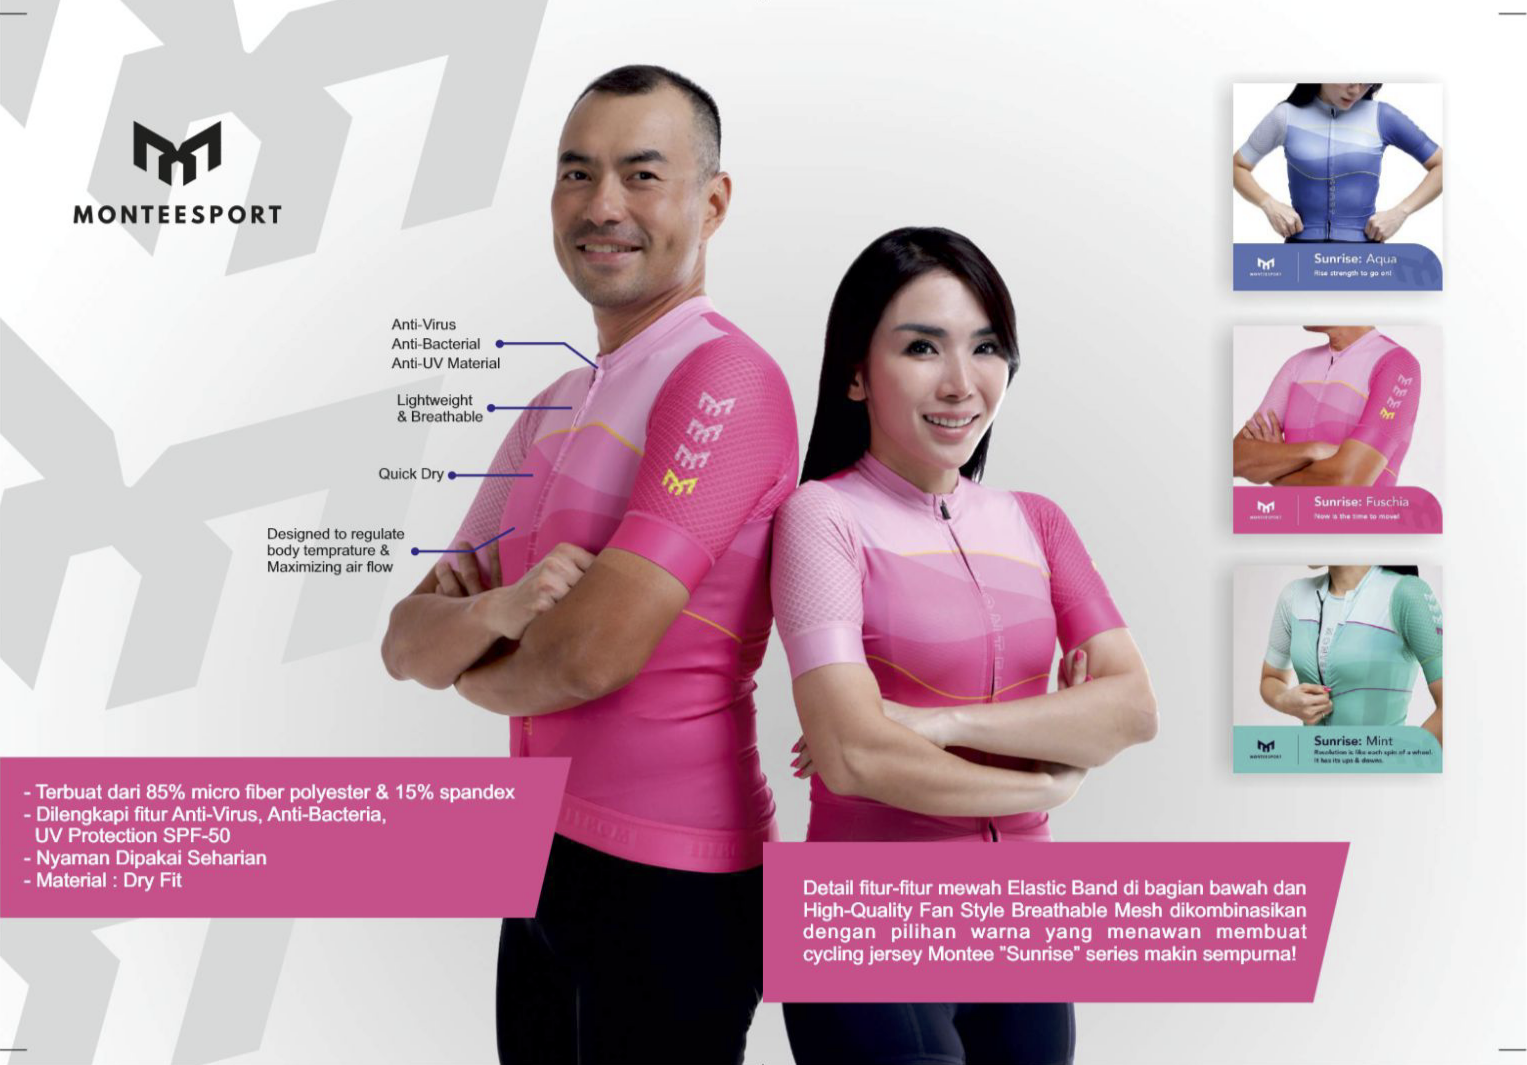 MONTEESPORT
Anti-Virus
Anti-Bacterial
Anti-UV Material
Lightweight
& Breathable
Quick Dry
Designed to regulate
body temprature &
Maximizing air flow
- Terbuat dari 85% micro fiber polyester & 15% spandex
- Dilengkapi fitur Anti-Virus, Anti-Bacteria,
UV Protection SPF-50
- Nyaman Dipakai Seharian
- Material : Dry Fit
Detail fitur-fitur mewah Elastic Band di bagian bawah dan
High-Quality Fan Style Breathable Mesh dikombinasikan
dengan pilihan warna yang menawan membuat
cycling jersey Montee "Sunrise" series makin sempurna!
MONTEESPORT
Sunrise: Aqua
Rise strength to go on!
MONTEESPORT
Sunrise: Fuschia
Now is the time to move!
MONTEESPORT
Sunrise: Mint
Resolution is like each spin of a wheel.
It has its ups & downs.